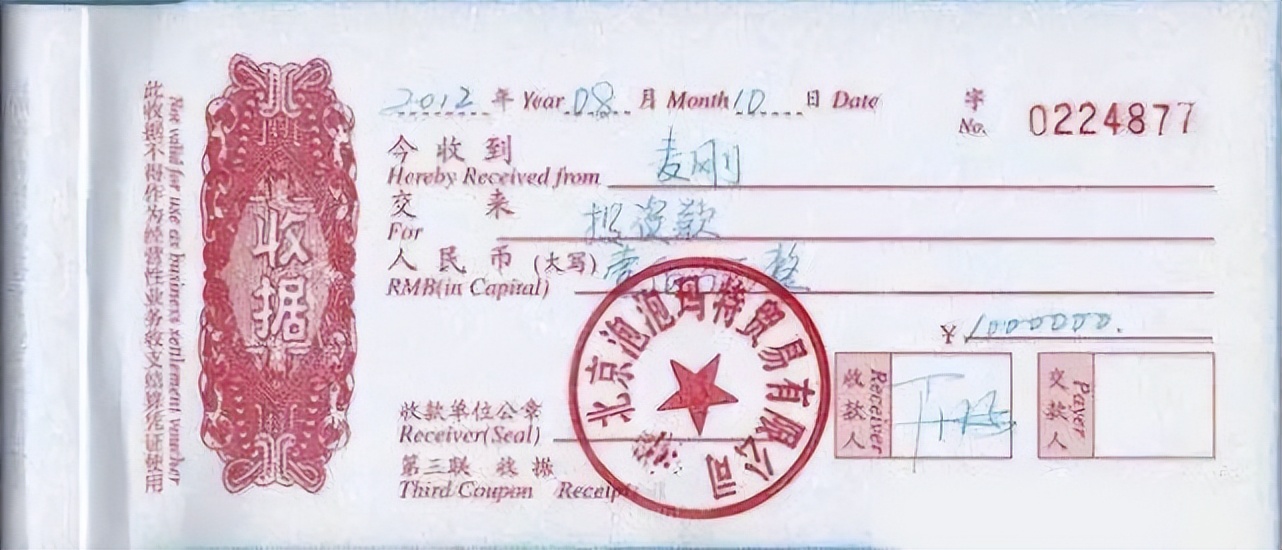 2012 年 Year 08 月 Month 10 日 Date
字 No. 0224877
今收到 麦刚
Hereby Received from
交来 投资款
For
人民币 (大写) 壹 整
RMB(in Capital)
¥ 1000000.
收款单位公章
Receiver(Seal)
第三联 收据
Third Coupon Receipts
收款人 Receiver
交款人 Payer
北京泡泡玛特贸易有限公司
收据
Not valid for use as business settlement voucher
此收据不得作为经营性业务收支结算凭证使用